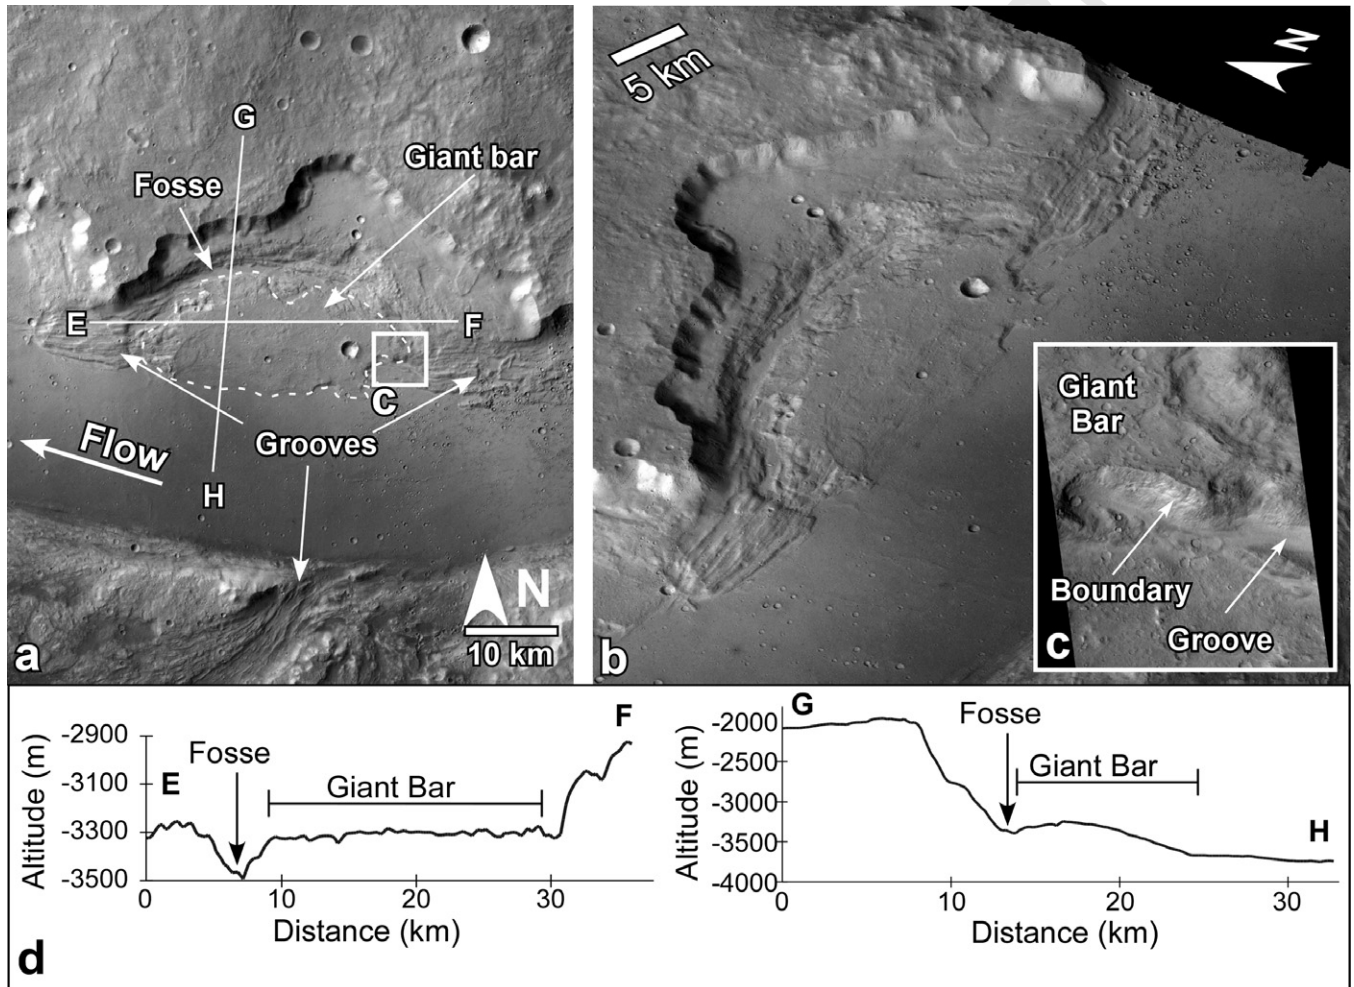 G
Giant bar
Fosse
E
F
C
Grooves
Flow
H
N
10 km
a
5 km
N
b
Giant
Bar
Boundary
Groove
c
F
-2900
Fosse
-3100
E
Giant Bar
-3300
-3500
0
10
20
30
Altitude (m)
Distance (km)
d
G
-2000
Fosse
-2500
Giant Bar
-3000
-3500
H
-4000
0
10
20
30
Altitude (m)
Distance (km)